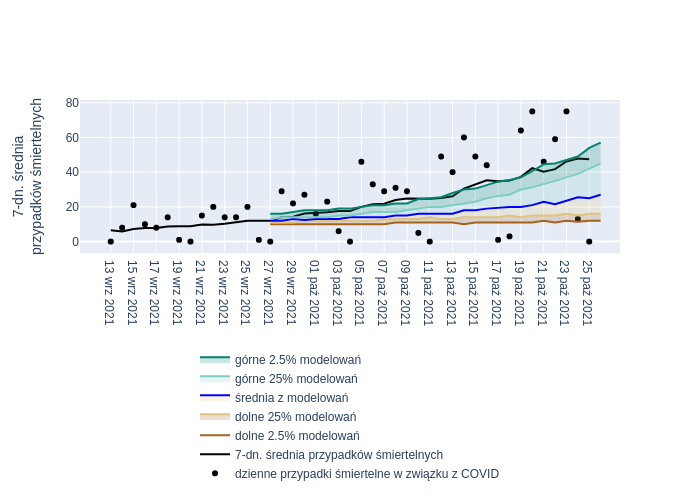 7-dn. średnia
przypadków śmiertelnych
80
60
40
20
0
13 wrz 2021
15 wrz 2021
17 wrz 2021
19 wrz 2021
21 wrz 2021
23 wrz 2021
25 wrz 2021
27 wrz 2021
29 wrz 2021
01 paź 2021
03 paź 2021
05 paź 2021
07 paź 2021
09 paź 2021
11 paź 2021
13 paź 2021
15 paź 2021
17 paź 2021
19 paź 2021
21 paź 2021
23 paź 2021
25 paź 2021
górne 2.5% modelowań
górne 25% modelowań
średnia z modelowań
dolne 25% modelowań
dolne 2.5% modelowań
7-dn. średnia przypadków śmiertelnych
dzienne przypadki śmiertelne w związku z COVID